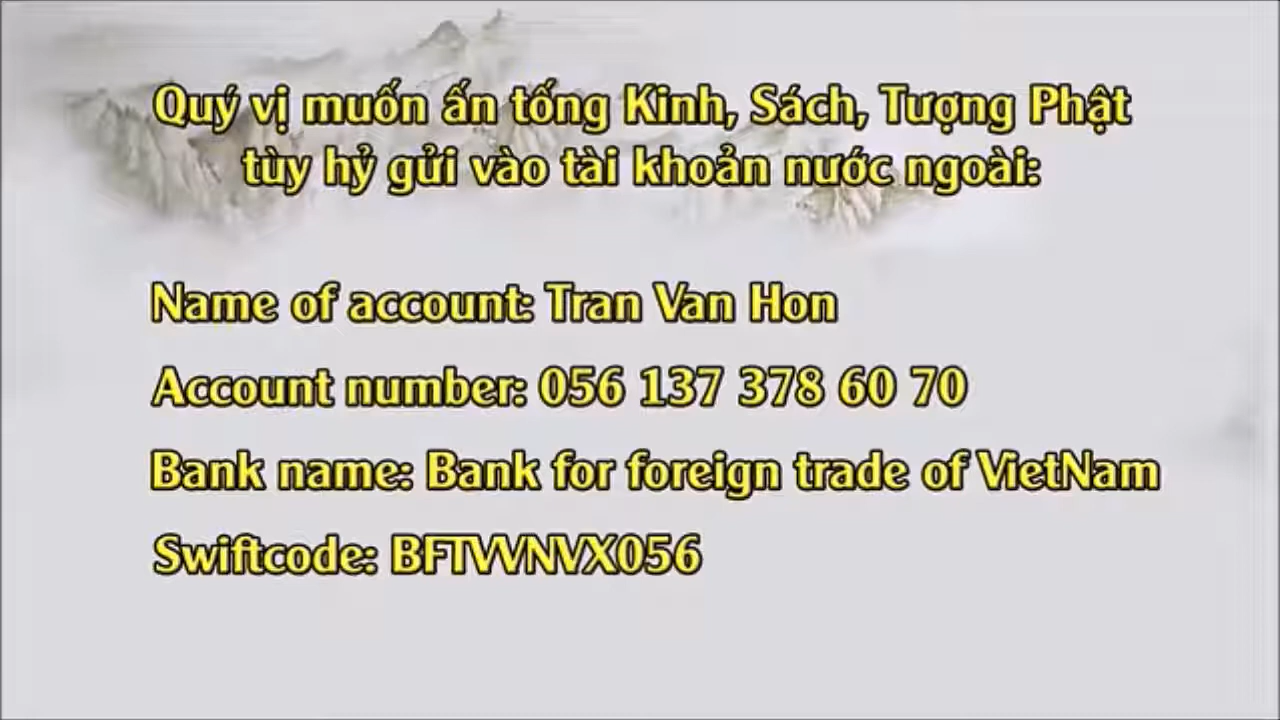 Quý vị muốn ấn tống Kinh, Sách, Tượng Phật
tùy hỷ gửi vào tài khoản nước ngoài:
Name of account: Tran Van Hon
Account number: 056 137 378 60 70
Bank name: Bank for foreign trade of VietNam
Swiftcode: BFTVVNVX056